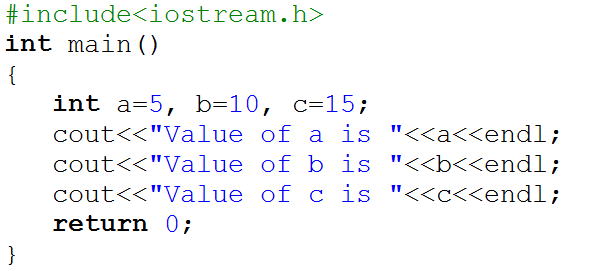 #include<iostream.h>
int main()
{
   int a=5, b=10, c=15;
   cout<<"Value of a is "<<a<<endl;
   cout<<"Value of b is "<<b<<endl;
   cout<<"Value of c is "<<c<<endl;
   return 0;
}